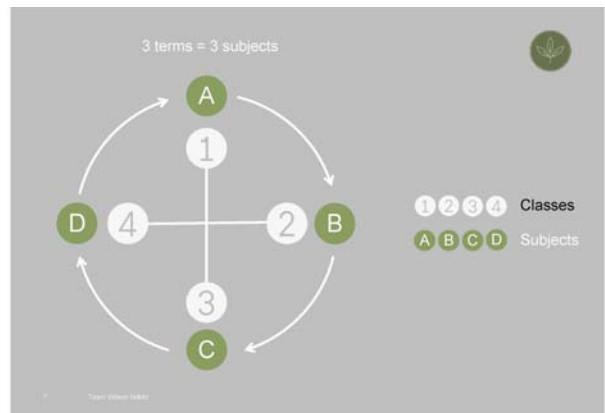 3 terms = 3 subjects
A
1
D 4 2 B
3
C
1 2 3 4 Classes
A B C D Subjects